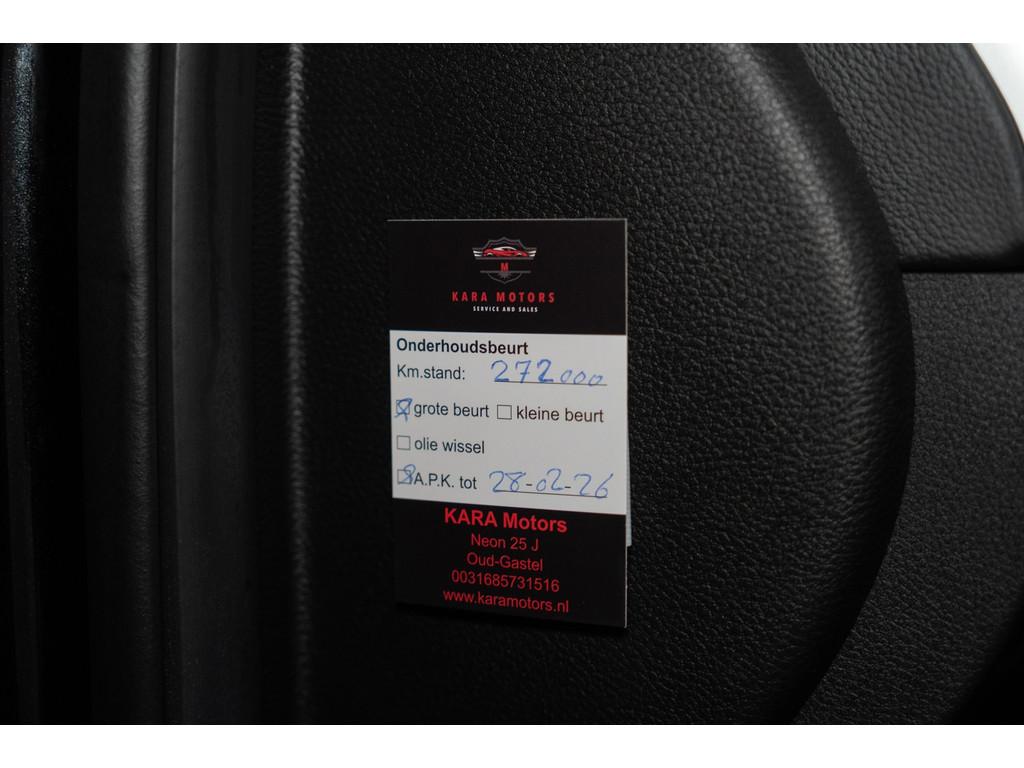 M
KARA MOTORS
SERVICE AND SALES
Onderhoudsbeurt
Km.stand: 272000
grote beurt kleine beurt
olie wissel
A.P.K. tot 28-02-26
KARA Motors
Neon 25 J
Oud-Gastel
0031685731516
www.karamotors.nl